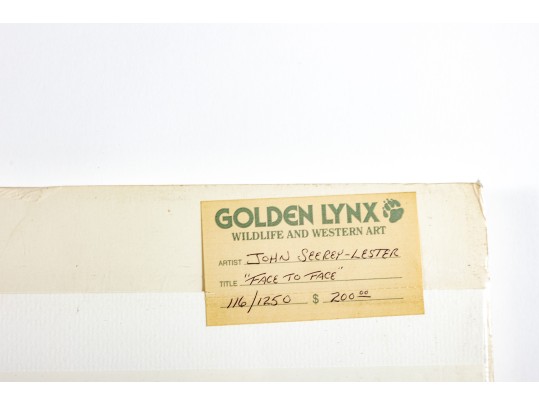 GOLDEN LYNX
WILDLIFE AND WESTERN ART
ARTIST JOHN SEEREY-LESTER
TITLE "FACE TO FACE"
116/1250 $ 200.00